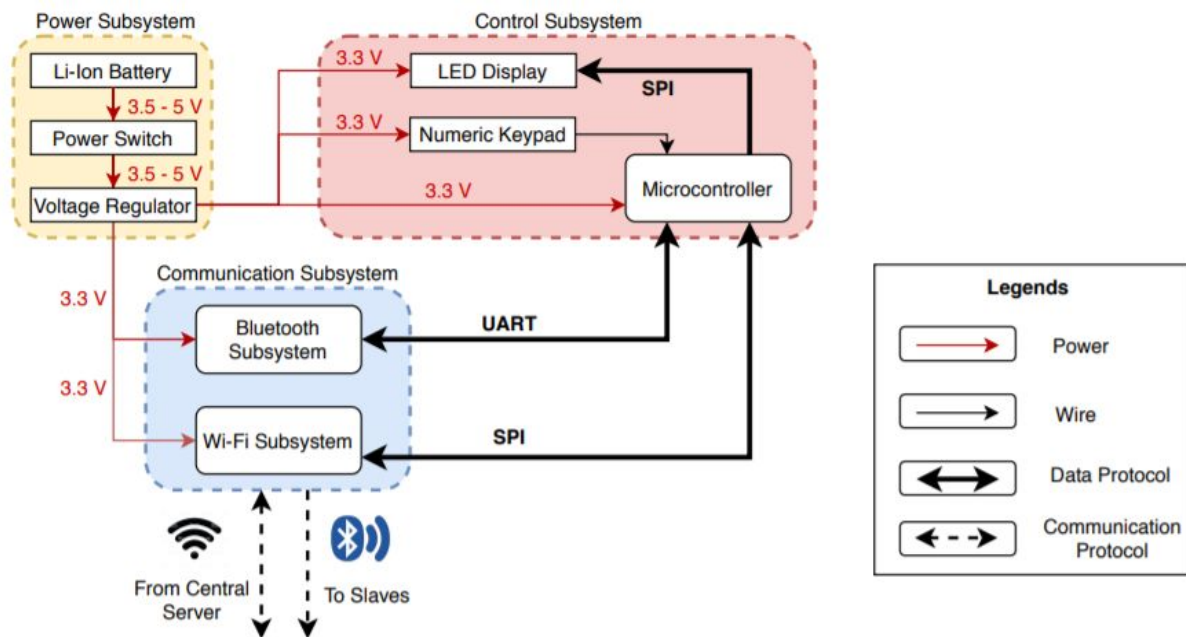 Power Subsystem
Li-Ion Battery
3.5 - 5 V
Power Switch
3.5 - 5 V
Voltage Regulator
Control Subsystem
3.3 V
LED Display
SPI
3.3 V
Numeric Keypad
3.3 V
Microcontroller
Communication Subsystem
3.3 V
Bluetooth
Subsystem
UART
3.3 V
Wi-Fi Subsystem
SPI
From Central
Server
To Slaves
Legends
Power
Wire
Data Protocol
Communication
Protocol